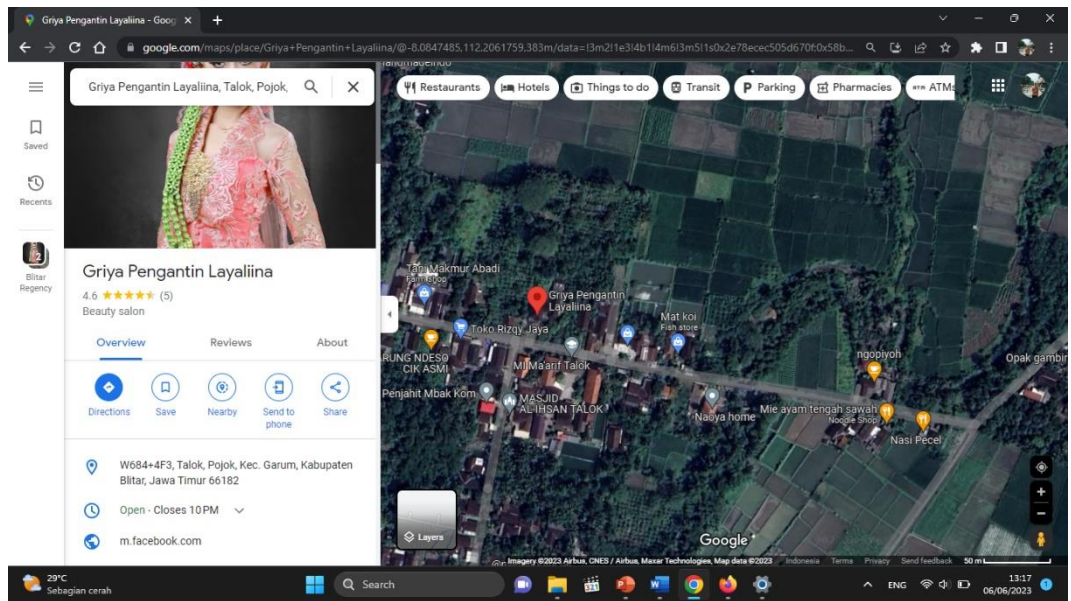 Griya Pengantin Layaliina - Goog
google.com/maps/place/Griya+Pengantin+Layaliina/@-8.0847485,112.2061759,383m/data=!3m2!1e3!4b1!4m6!3m5!1s0x2e78ecec505d670f:0x58b...
Griya Pengantin Layaliina, Talok, Pojok,
Restaurants
Hotels
Things to do
Transit
Parking
Pharmacies
ATMs
Saved
Recents
2
Blitar
Regency
Griya Pengantin Layaliina
4.6 ★★★★★ (5)
Beauty salon
Overview
Reviews
About
Directions
Save
Nearby
Send to
phone
Share
W684+4F3, Talok, Pojok, Kec. Garum, Kabupaten
Blitar, Jawa Timur 66182
Open · Closes 10 PM
m.facebook.com
Tani Makmur Abadi
Farm shop
Griya Pengantin
Layaliina
Toko Rizqy Jaya
Mat koi
Fish store
RUNG NDESO
CIK ASMI
MI Ma'arif Talok
ngopiyoh
Opak gambir
Penjahit Mbak Kom
MASJID
AL-IHSAN TALOK
Naoya home
Mie ayam tengah sawah
Noodle Shop
Nasi Pecel
Layers
Google
Imagery ©2023 Airbus, CNES / Airbus, Maxar Technologies, Map data ©2023
Indonesia
Terms
Privacy
Send feedback
50 m
29°C
Sebagian cerah
Search
ENG
13:17
06/06/2023
1